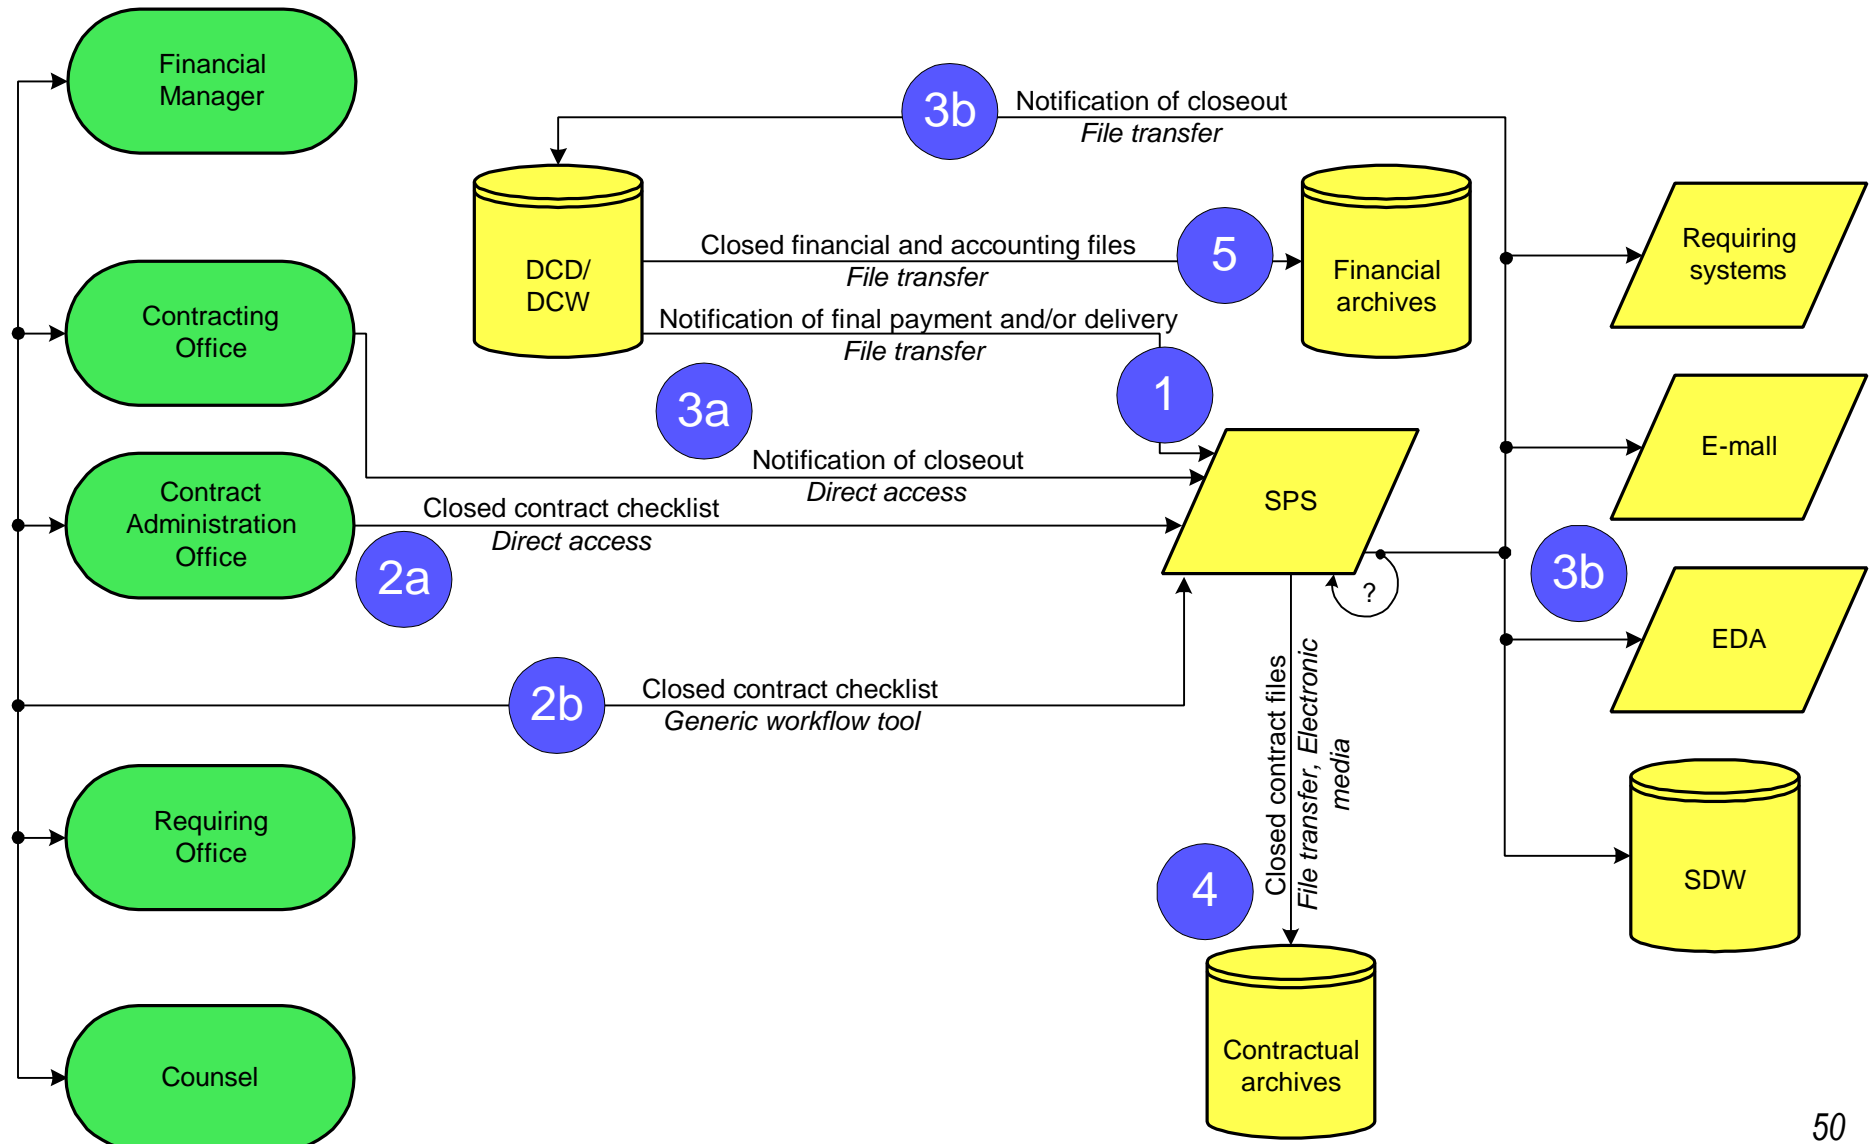 Financial
Manager
3b
Notification of closeout
File transfer
DCD/
DCW
Closed financial and accounting files
File transfer
5
Financial
archives
Requiring
systems
Contracting
Office
Notification of final payment and/or delivery
File transfer
1
3a
E-mall
Notification of closeout
Direct access
SPS
Contract
Administration
Office
Closed contract checklist
Direct access
2a
?
3b
EDA
2b
Closed contract checklist
Generic workflow tool
Closed contract files
File transfer, Electronic
media
Requiring
Office
4
SDW
Counsel
Contractual
archives
50